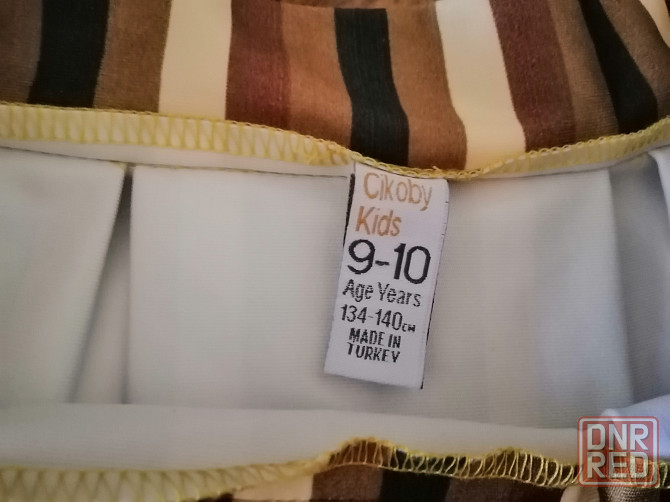 Cikoby
Kids
9-10
Age Years
134-140cm
MADE IN
TURKEY
DNR
RED